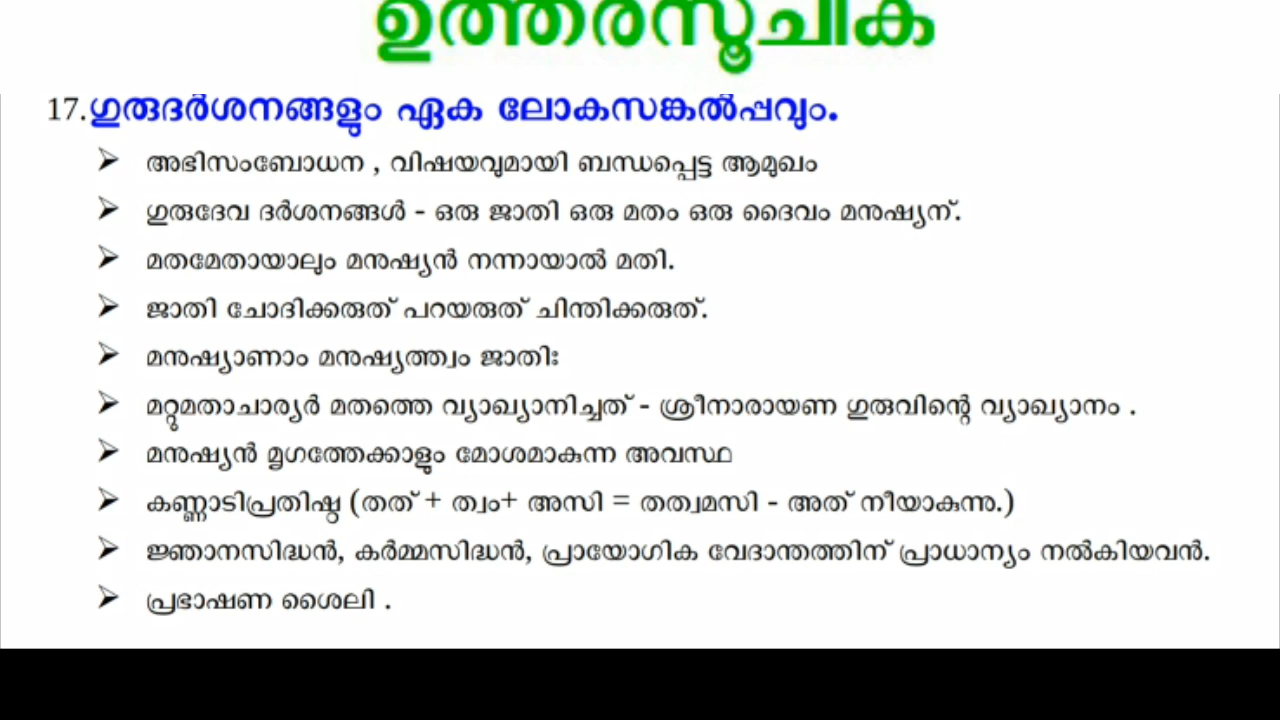 ഉത്തരസൂചിക
17.ഗുരുദർശനങ്ങളും ഏക ലോകസങ്കൽപ്പവും.
➢ അഭിസംബോധന , വിഷയവുമായി ബന്ധപ്പെട്ട ആമുഖം
➢ ഗുരുദേവ ദർശനങ്ങൾ - ഒരു ജാതി ഒരു മതം ഒരു ദൈവം മനുഷ്യന്.
➢ മതമേതായാലും മനുഷ്യൻ നന്നായാൽ മതി.
➢ ജാതി ചോദിക്കരുത് പറയരുത് ചിന്തിക്കരുത്.
➢ മനുഷ്യാണാം മനുഷ്യത്ത്വം ജാതിഃ
➢ മറ്റുമതാചാര്യർ മതത്തെ വ്യാഖ്യാനിച്ചത് - ശ്രീനാരായണ ഗുരുവിന്റെ വ്യാഖ്യാനം .
➢ മനുഷ്യൻ മൃഗത്തേക്കാളും മോശമാകുന്ന അവസ്ഥ
➢ കണ്ണാടിപ്രതിഷ്ഠ (തത് + ത്വം+ അസി = തത്വമസി - അത് നീയാകുന്നു.)
➢ ജ്ഞാനസിദ്ധൻ, കർമ്മസിദ്ധൻ, പ്രായോഗിക വേദാന്തത്തിന് പ്രാധാന്യം നൽകിയവൻ.
➢ പ്രഭാഷണ ശൈലി .